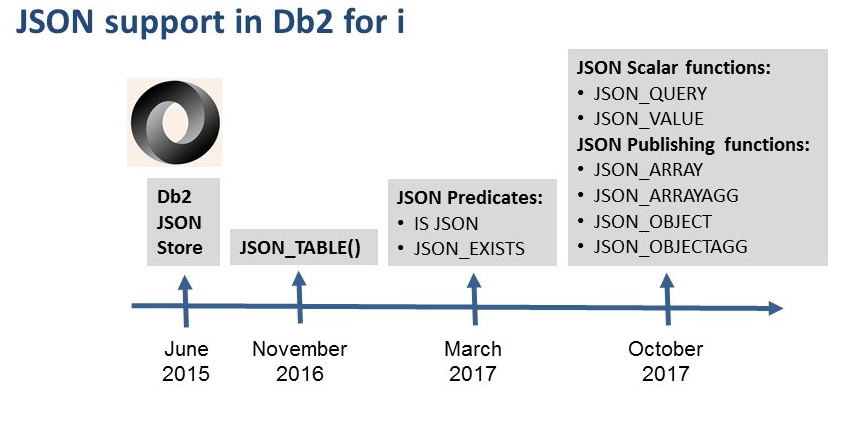 JSON support in Db2 for i
Db2
JSON
Store
JSON_TABLE()
JSON Predicates:
• IS JSON
• JSON_EXISTS
JSON Scalar functions:
• JSON_QUERY
• JSON_VALUE
JSON Publishing functions:
• JSON_ARRAY
• JSON_ARRAYAGG
• JSON_OBJECT
• JSON_OBJECTAGG
June
2015
November
2016
March
2017
October
2017